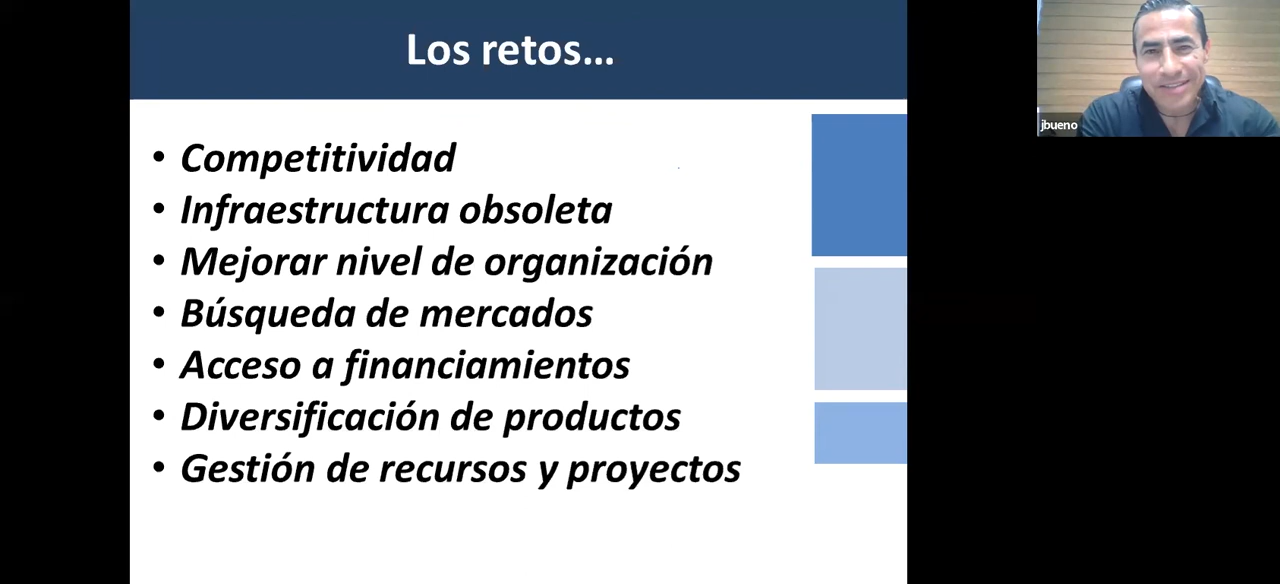 Los retos...
• Competitividad
• Infraestructura obsoleta
• Mejorar nivel de organización
• Búsqueda de mercados
• Acceso a financiamientos
• Diversificación de productos
• Gestión de recursos y proyectos
jbueno